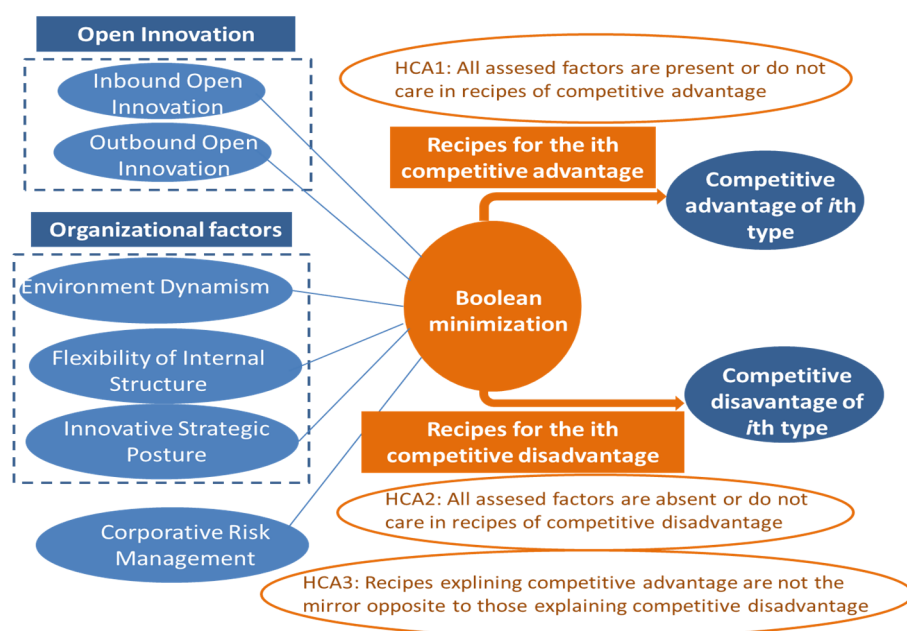 Open Innovation
Inbound Open
Innovation
Outbound Open
Innovation
Organizational factors
Environment Dynamism
Flexibility of Internal
Structure
Innovative Strategic
Posture
Corporative Risk
Management
HCA1: All assesed factors are present or do not
care in recipes of competitive advantage
Recipes for the ith
competitive advantage
Competitive
advantage of ith
type
Boolean
minimization
Competitive
disavantage of
ith type
Recipes for the ith
competitive disadvantage
HCA2: All assesed factors are absent or do not
care in recipes of competitive disadvantage
HCA3: Recipes explining competitive advantage are not the
mirror opposite to those explaining competitive disadvantage